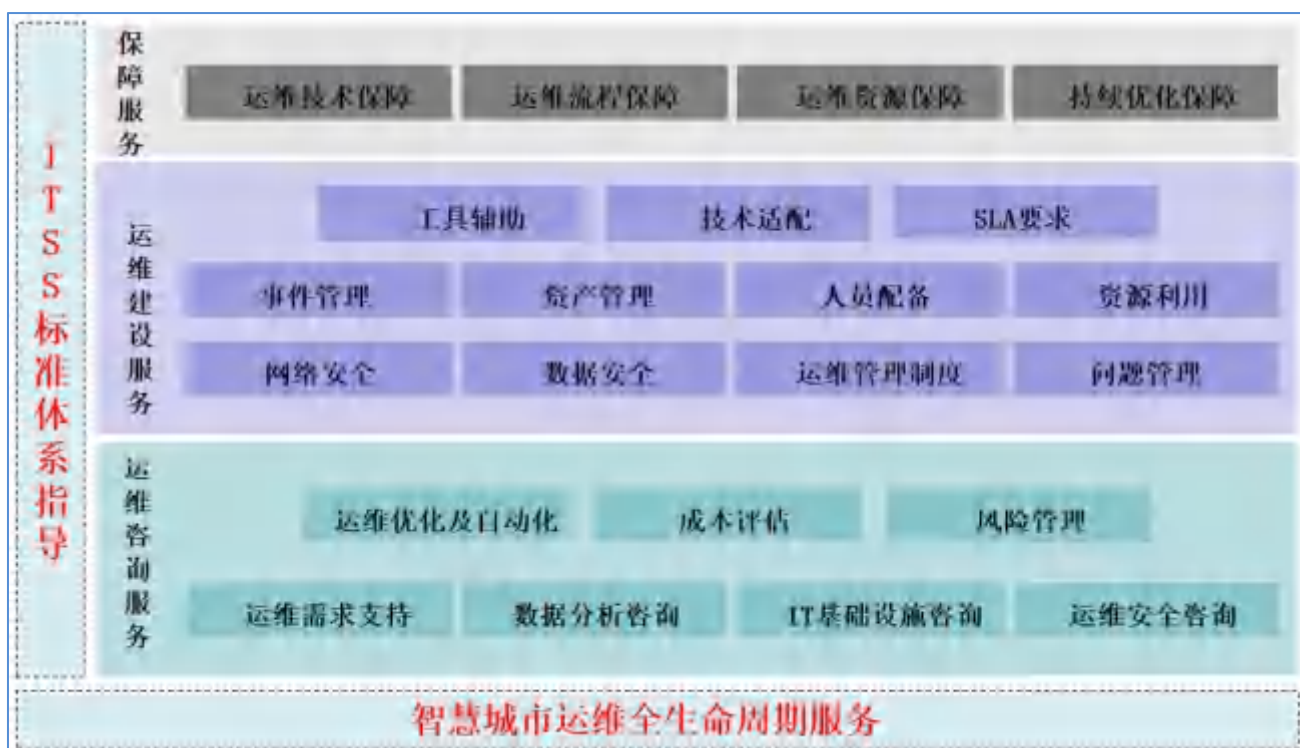 ITSS标准体系指导
保障服务
运维技术保障 运维流程保障 运维资源保障 持续优化保障
运维建设服务
工具辅助 技术适配 SLA要求
事件管理 资产管理 人员配备 资源利用
网络安全 数据安全 运维管理制度 问题管理
运维咨询服务
运维优化及自动化 成本评估 风险管理
运维需求支持 数据分析咨询 IT基础设施咨询 运维安全咨询
智慧城市运维全生命周期服务